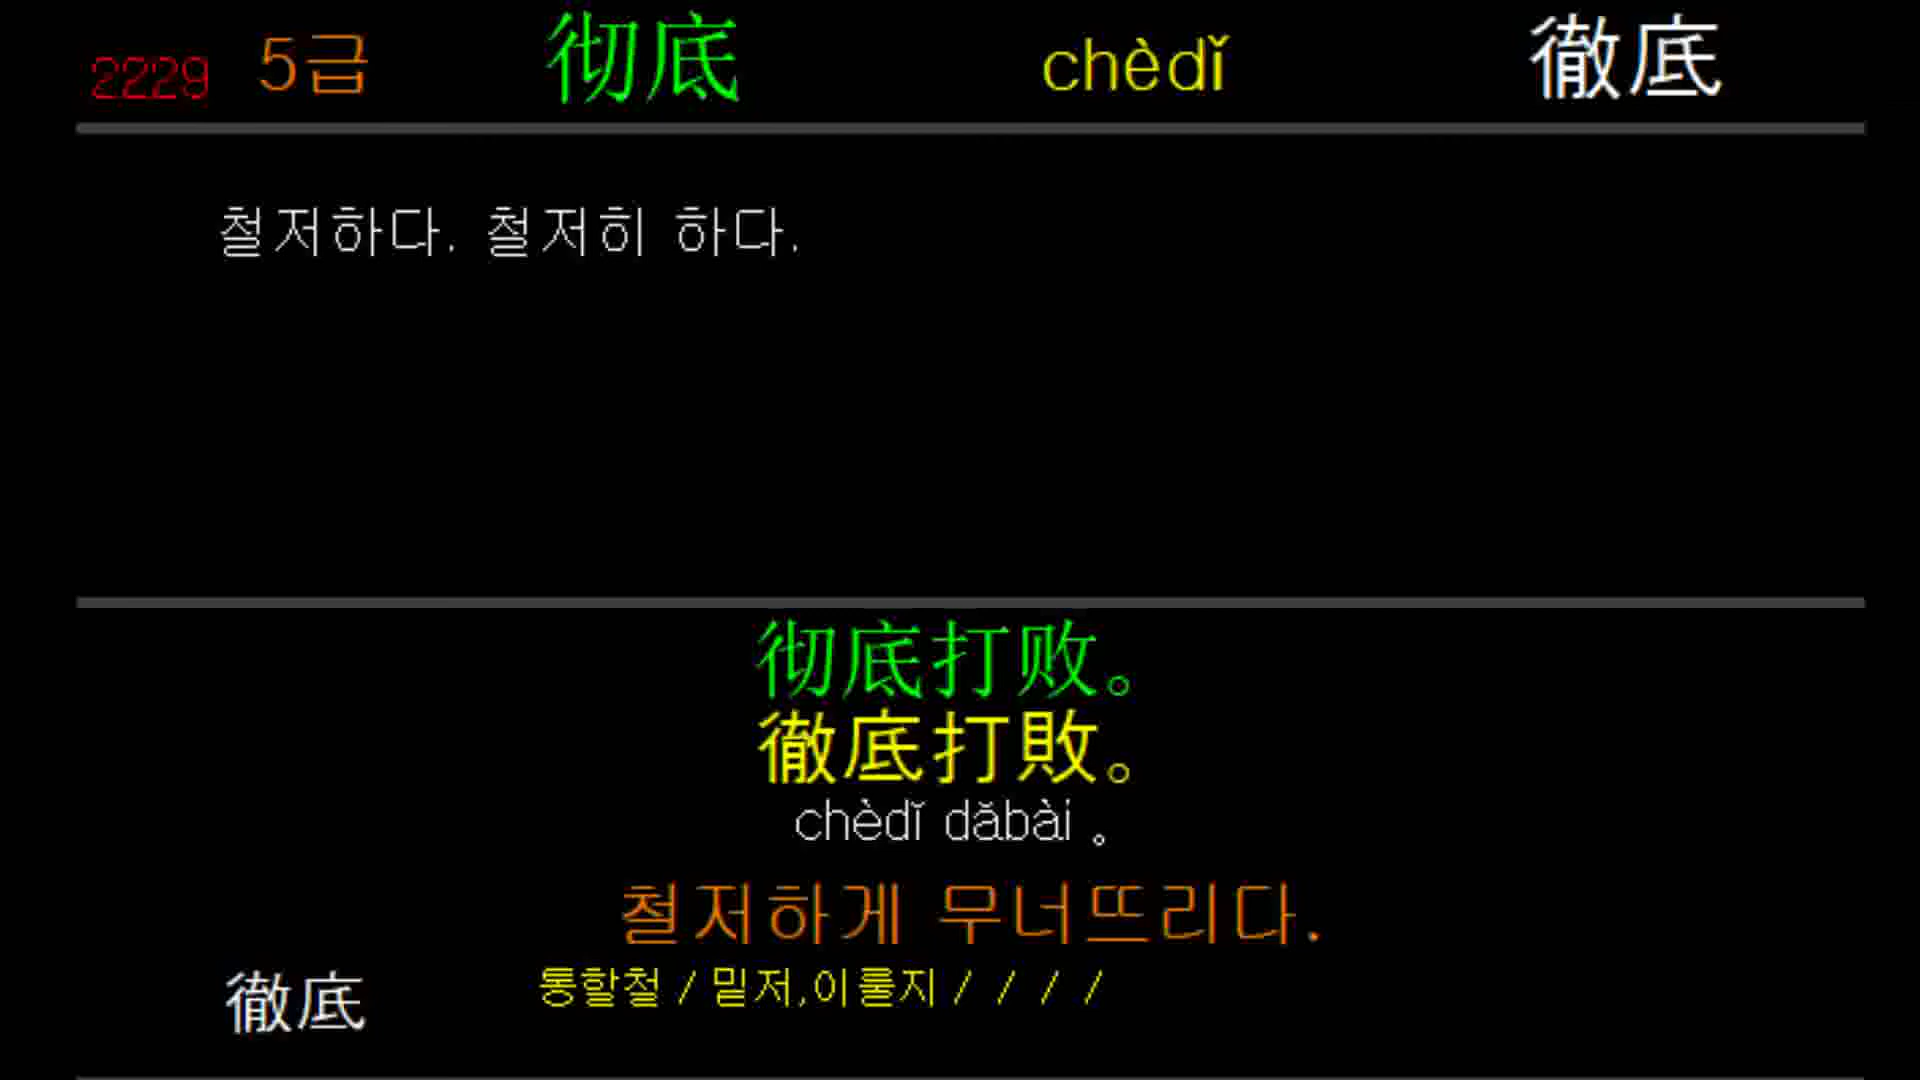 2229 5급 彻底 chèdǐ 徹底
철저하다. 철저히 하다.
彻底打败。
徹底打敗。
chèdǐ dǎbài 。
철저하게 무너뜨리다.
徹底 통할철 / 밑저,이룰지 / / / /